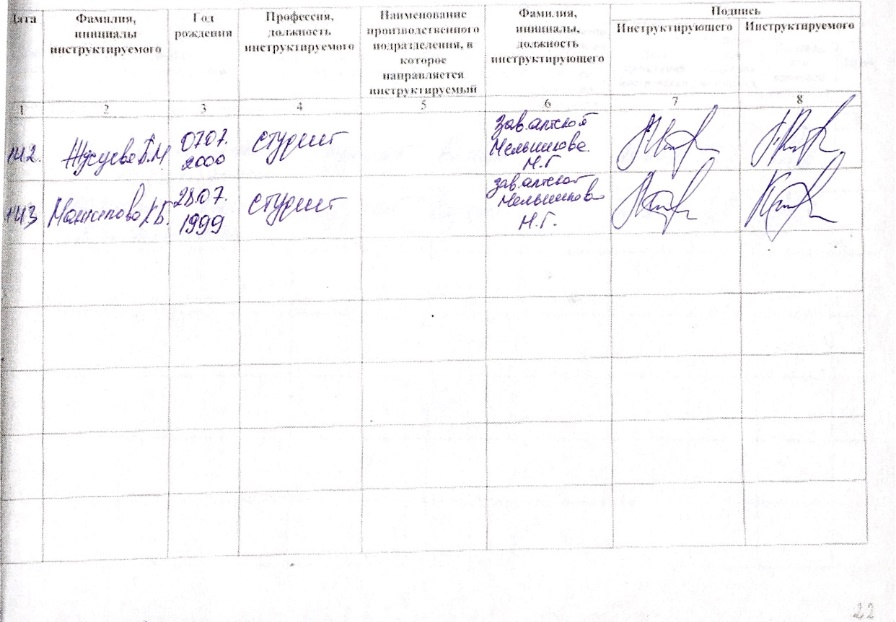 Дата
Фамилия, инициалы инструктируемого
Год рождения
Профессия, должность инструктируемого
Наименование производственного подразделения, в которое направляется инструктируемый
Фамилия, инициалы, должность инструктирующего
Подпись
Инструктирующего
Инструктируемого
1 2 3 4 5 6 7 8
Б.М
07.07.
2000
студент
зав.аптекой
Мельникова
Н.Г
28.07.
1999
студент
зав.аптекой
Мельникова
Н.Г.
22